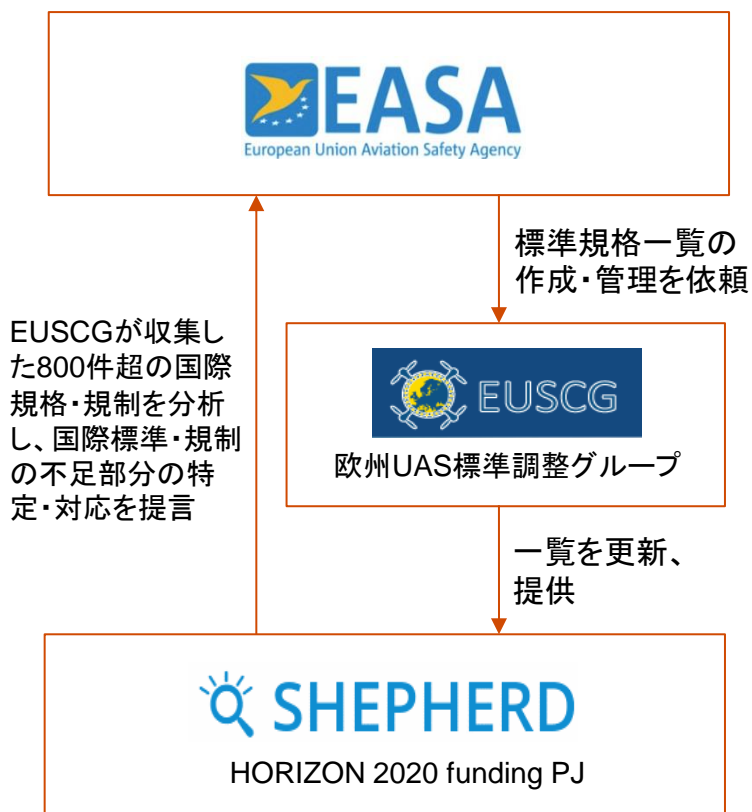 EASA
European Union Aviation Safety Agency
標準規格一覧の
作成・管理を依頼
EUSCGが収集し
た800件超の国際
規格・規制を分析
し、国際標準・規制
の不足部分の特
定・対応を提言
EUSCG
欧州UAS標準調整グループ
一覧を更新、
提供
SHEPHERD
HORIZON 2020 funding PJ